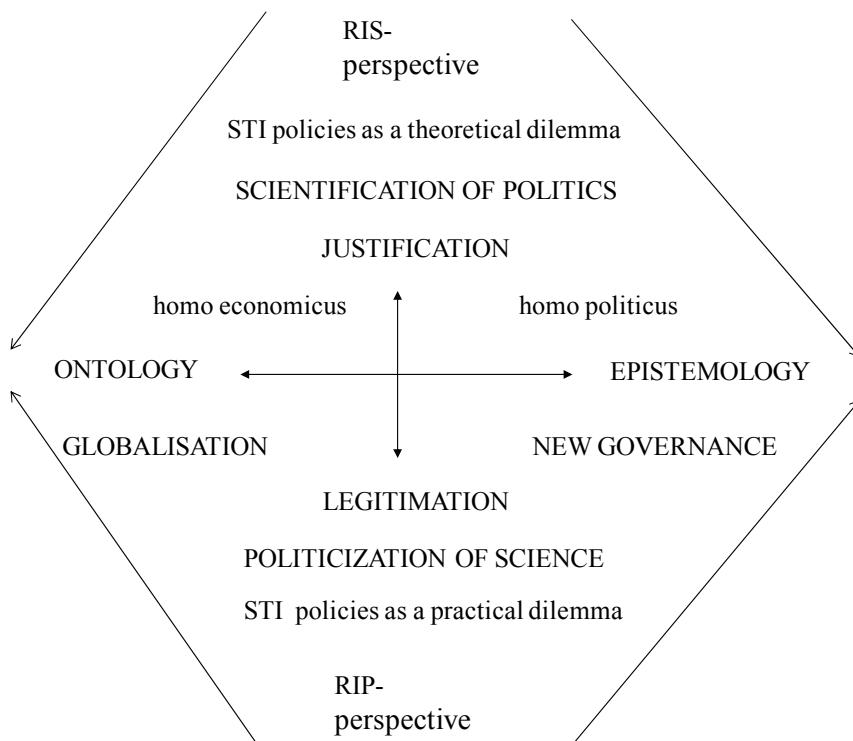 RIS-
perspective
STI policies as a theoretical dilemma
SCIENTIFICATION OF POLITICS
JUSTIFICATION
homo economicus homo politicus
ONTOLOGY EPISTEMOLOGY
GLOBALISATION NEW GOVERNANCE
LEGITIMATION
POLITICIZATION OF SCIENCE
STI policies as a practical dilemma
RIP-
perspective